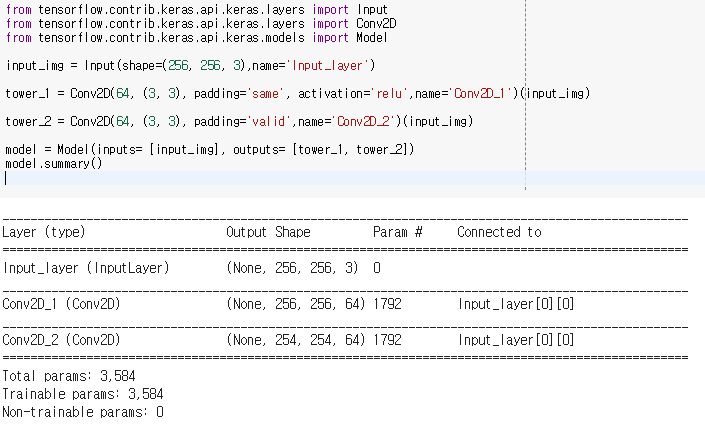 from tensorflow.contrib.keras.api.keras.layers import Input
from tensorflow.contrib.keras.api.keras.layers import Conv2D
from tensorflow.contrib.keras.api.keras.models import Model
input_img = Input(shape=(256, 256, 3),name='Input_layer')
tower_1 = Conv2D(64, (3, 3), padding='same', activation='relu',name='Conv2D_1')(input_img)
tower_2 = Conv2D(64, (3, 3), padding='valid',name='Conv2D_2')(input_img)
model = Model(inputs= [input_img], outputs= [tower_1, tower_2])
model.summary()
Layer (type) Output Shape Param # Connected to
Input_layer (InputLayer) (None, 256, 256, 3) 0
Conv2D_1 (Conv2D) (None, 256, 256, 64) 1792 Input_layer[0][0]
Conv2D_2 (Conv2D) (None, 254, 254, 64) 1792 Input_layer[0][0]
Total params: 3,584
Trainable params: 3,584
Non-trainable params: 0